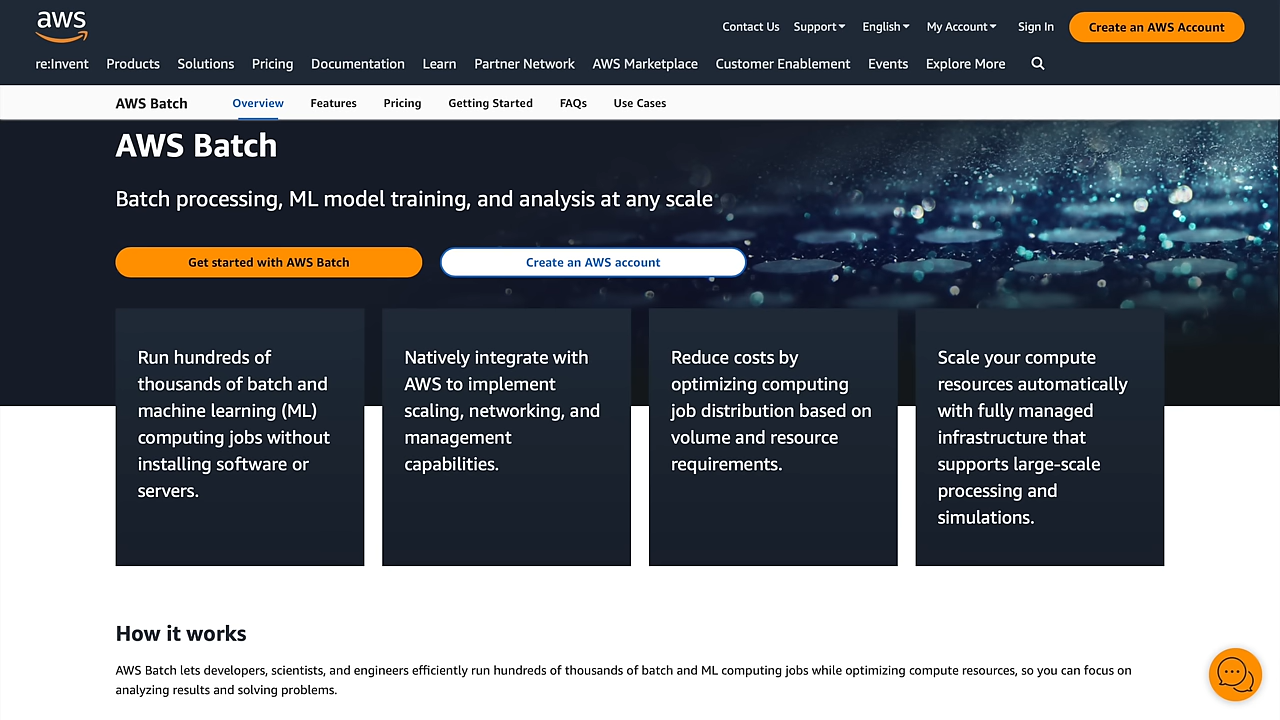 aws
Contact Us Support English My Account Sign In Create an AWS Account
re:Invent Products Solutions Pricing Documentation Learn Partner Network AWS Marketplace Customer Enablement Events Explore More
AWS Batch Overview Features Pricing Getting Started FAQs Use Cases
AWS Batch
Batch processing, ML model training, and analysis at any scale
Get started with AWS Batch
Create an AWS account
Run hundreds of
thousands of batch and
machine learning (ML)
computing jobs without
installing software or
servers.
Natively integrate with
AWS to implement
scaling, networking, and
management
capabilities.
Reduce costs by
optimizing computing
job distribution based on
volume and resource
requirements.
Scale your compute
resources automatically
with fully managed
infrastructure that
supports large-scale
processing and
simulations.
How it works
AWS Batch lets developers, scientists, and engineers efficiently run hundreds of thousands of batch and ML computing jobs while optimizing compute resources, so you can focus on
analyzing results and solving problems.